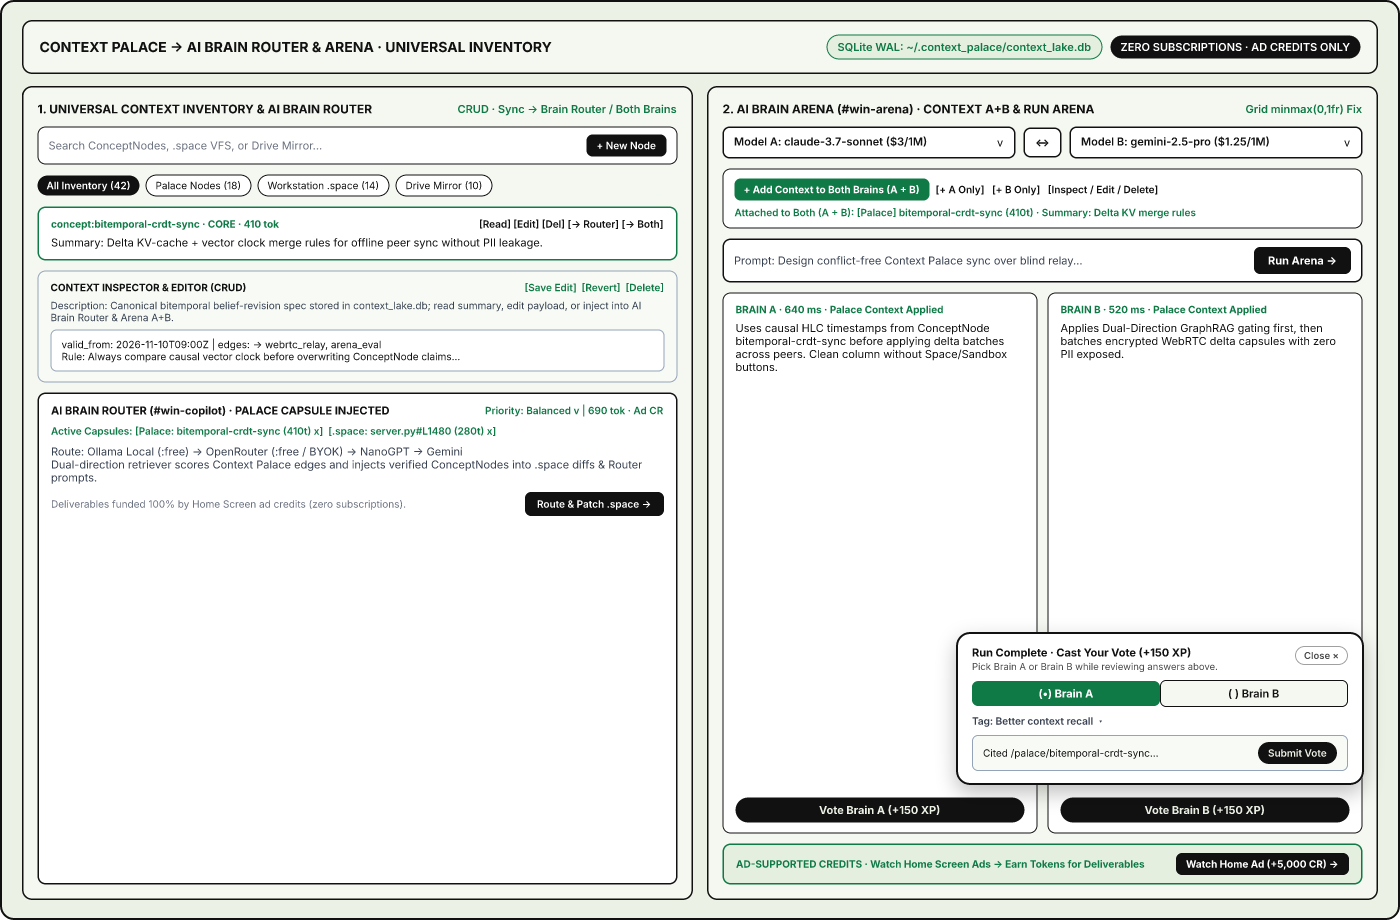 CONTEXT PALACE → AI BRAIN ROUTER & ARENA · UNIVERSAL INVENTORY
SQLite WAL: ~/.context_palace/context_lake.db
ZERO SUBSCRIPTIONS · AD CREDITS ONLY
1. UNIVERSAL CONTEXT INVENTORY & AI BRAIN ROUTER
CRUD · Sync → Brain Router / Both Brains
Search ConceptNodes, .space VFS, or Drive Mirror...
+ New Node
All Inventory (42)
Palace Nodes (18)
Workstation .space (14)
Drive Mirror (10)
concept:bitemporal-crdt-sync · CORE · 410 tok
[Read] [Edit] [Del] [→ Router] [→ Both]
Summary: Delta KV-cache + vector clock merge rules for offline peer sync without PII leakage.
CONTEXT INSPECTOR & EDITOR (CRUD)
[Save Edit] [Revert] [Delete]
Description: Canonical bitemporal belief-revision spec stored in context_lake.db; read summary, edit payload, or inject into AI
Brain Router & Arena A+B.
valid_from: 2026-11-10T09:00Z | edges: → webrtc_relay, arena_eval
Rule: Always compare causal vector clock before overwriting ConceptNode claims...
AI BRAIN ROUTER (#win-copilot) · PALACE CAPSULE INJECTED
Priority: Balanced v | 690 tok · Ad CR
Active Capsules: [Palace: bitemporal-crdt-sync (410t) x] [.space: server.py#L1480 (280t) x]
Route: Ollama Local (:free) → OpenRouter (:free / BYOK) → NanoGPT → Gemini
Dual-direction retriever scores Context Palace edges and injects verified ConceptNodes into .space diffs & Router
prompts.
Deliverables funded 100% by Home Screen ad credits (zero subscriptions).
Route & Patch .space →
2. AI BRAIN ARENA (#win-arena) · CONTEXT A+B & RUN ARENA
Grid minmax(0,1fr) Fix
Model A: claude-3.7-sonnet ($3/1M) v
↔
Model B: gemini-2.5-pro ($1.25/1M) v
+ Add Context to Both Brains (A + B)
[+ A Only] [+ B Only] [Inspect / Edit / Delete]
Attached to Both (A + B): [Palace] bitemporal-crdt-sync (410t) · Summary: Delta KV merge rules
Prompt: Design conflict-free Context Palace sync over blind relay...
Run Arena →
BRAIN A · 640 ms · Palace Context Applied
Uses causal HLC timestamps from ConceptNode
bitemporal-crdt-sync before applying delta batches
across peers. Clean column without Space/Sandbox
buttons.
BRAIN B · 520 ms · Palace Context Applied
Applies Dual-Direction GraphRAG gating first, then
batches encrypted WebRTC delta capsules with zero
PII exposed.
Run Complete · Cast Your Vote (+150 XP)
Close ×
Pick Brain A or Brain B while reviewing answers above.
(•) Brain A
( ) Brain B
Tag: Better context recall ·
Cited /palace/bitemporal-crdt-sync...
Submit Vote
Vote Brain A (+150 XP)
Vote Brain B (+150 XP)
AD-SUPPORTED CREDITS · Watch Home Screen Ads → Earn Tokens for Deliverables
Watch Home Ad (+5,000 CR) →